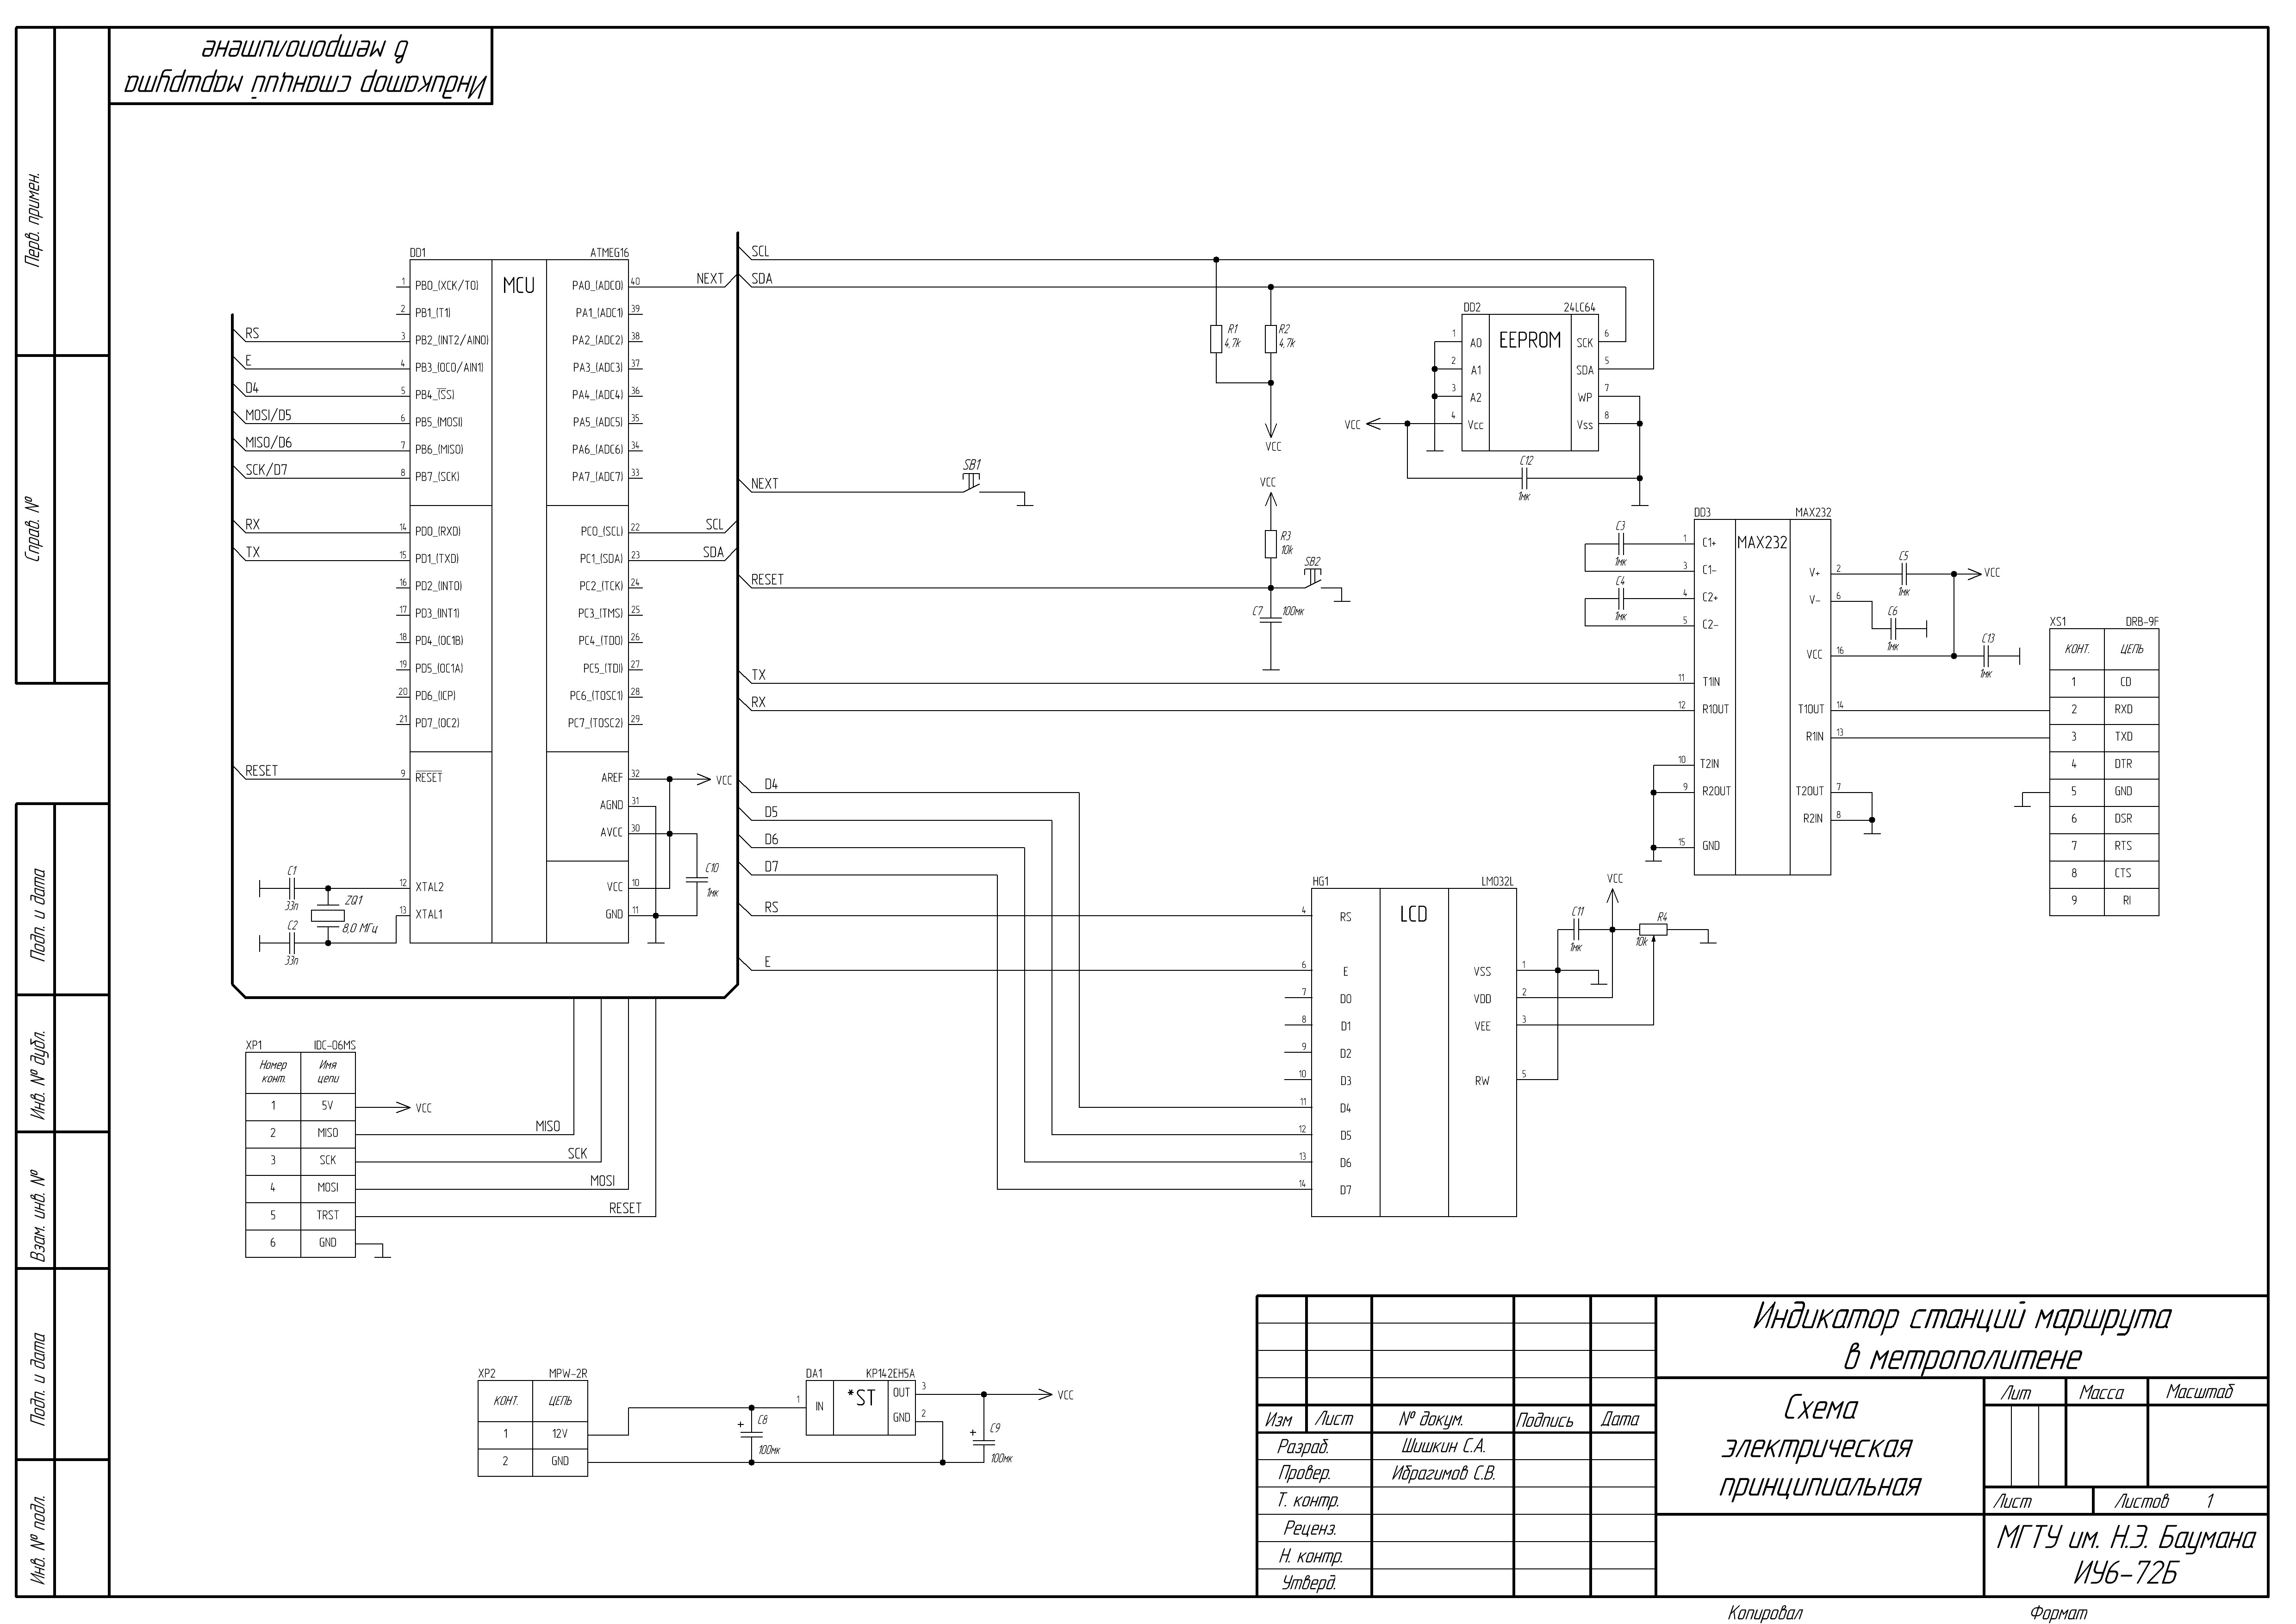 Индикатор станций маршрута
в метрополитене
Перв. примен.
Справ. №
Подп. и дата
Инв. № дубл.
Взам. инв. №
Подп. и дата
Инв. № подл.
DD1 ATMEG16
MCU
1 PB0_(XCK/T0)
2 PB1_(T1)
RS 3 PB2_(INT2/AIN0)
E 4 PB3_(OC0/AIN1)
D4 5 PB4_(SS)
MOSI/D5 6 PB5_(MOSI)
MISO/D6 7 PB6_(MISO)
SCK/D7 8 PB7_(SCK)
RX 14 PD0_(RXD)
TX 15 PD1_(TXD)
16 PD2_(INT0)
17 PD3_(INT1)
18 PD4_(OC1B)
19 PD5_(OC1A)
20 PD6_(ICP)
21 PD7_(OC2)
RESET 9 RESET
12 XTAL2
13 XTAL1
C1
33п
C2
33п
ZQ1
8,0 МГц
PA0_(ADC0) 40 NEXT
PA1_(ADC1) 39
PA2_(ADC2) 38
PA3_(ADC3) 37
PA4_(ADC4) 36
PA5_(ADC5) 35
PA6_(ADC6) 34
PA7_(ADC7) 33
PC0_(SCL) 22 SCL
PC1_(SDA) 23 SDA
PC2_(TCK) 24
PC3_(TMS) 25
PC4_(TDO) 26
PC5_(TDI) 27
PC6_(TOSC1) 28
PC7_(TOSC2) 29
AREF 32 VCC
AGND 31
AVCC 30
VCC 10
GND 11
C10
1мк
SCL
SDA
R1
4,7k
R2
4,7k
VCC
NEXT
SB1
VCC
R3
10k
RESET
SB2
C7 100мк
TX
RX
D4
D5
D6
D7
RS
E
DD2 24LC64
EEPROM
1 A0 SCK 6
2 A1 SDA 5
3 A2 WP 7
VCC 4 Vcc Vss 8
C12
1мк
DD3 MAX232
MAX232
C3
1мк
C4
1мк
1 C1+
3 C1-
4 C2+
5 C2-
11 T1IN
12 R1OUT
10 T2IN
9 R2OUT
15 GND
V+ 2
V- 6
VCC 16
T1OUT 14
R1IN 13
T2OUT 7
R2IN 8
C5
1мк
VCC
C6
1мк
C13
1мк
XS1 DRB-9F
КОНТ. ЦЕПЬ
1 CD
2 RXD
3 TXD
4 DTR
5 GND
6 DSR
7 RTS
8 CTS
9 RI
HG1 LM032L
LCD
4 RS
6 E
7 D0
8 D1
9 D2
10 D3
11 D4
12 D5
13 D6
14 D7
VSS 1
VDD 2
VEE 3
RW 5
C11
1мк
VCC
R4
10k
XP1 IDC-06MS
Номер конт. Имя цепи
1 5V VCC
2 MISO MISO
3 SCK SCK
4 MOSI MOSI
5 TRST RESET
6 GND
XP2 MPW-2R
КОНТ. ЦЕПЬ
1 12V
2 GND
C8
+
100мк
DA1 КР142ЕН5А
*ST
1 IN
OUT 3
GND 2
C9
+
100мк
VCC
Изм Лист № докум. Подпись Дата
Разраб. Шишкин С.А.
Провер. Ибрагимов С.В.
Т. контр.
Реценз.
Н. контр.
Утверд.
Индикатор станций маршрута
в метрополитене
Схема
электрическая
принципиальная
Лит Масса Масштаб
Лист Листов 1
МГТУ им. Н.Э. Баумана
ИУ6-72Б
Копировал Формат